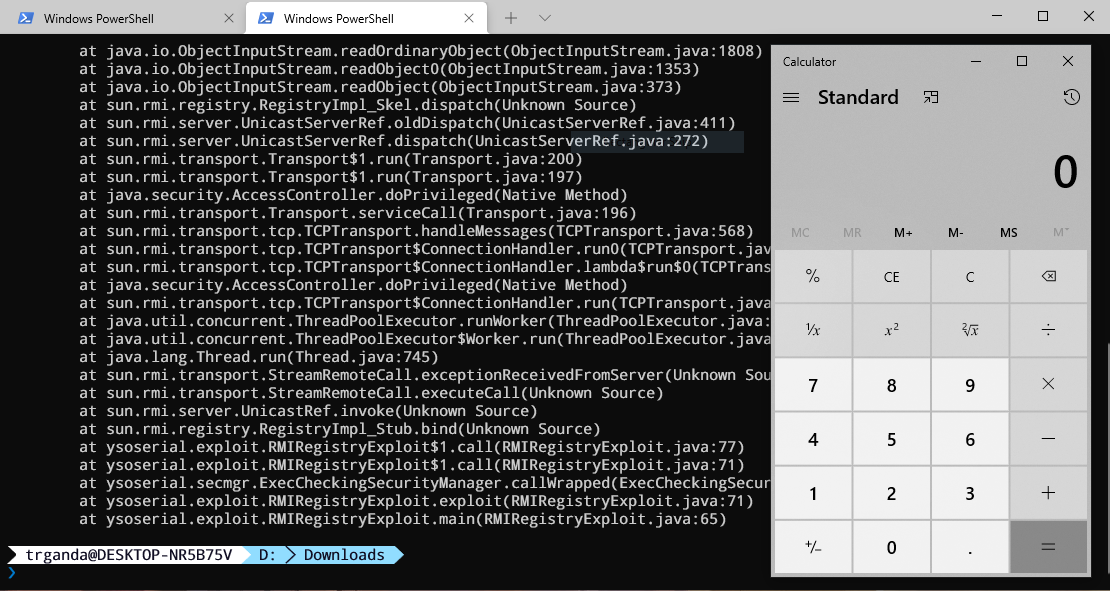 Windows PowerShell
Windows PowerShell
at java.io.ObjectInputStream.readOrdinaryObject(ObjectInputStream.java:1808)
at java.io.ObjectInputStream.readObject0(ObjectInputStream.java:1353)
at java.io.ObjectInputStream.readObject(ObjectInputStream.java:373)
at sun.rmi.registry.RegistryImpl_Skel.dispatch(Unknown Source)
at sun.rmi.server.UnicastServerRef.oldDispatch(UnicastServerRef.java:411)
at sun.rmi.server.UnicastServerRef.dispatch(UnicastServerRef.java:272)
at sun.rmi.transport.Transport$1.run(Transport.java:200)
at sun.rmi.transport.Transport$1.run(Transport.java:197)
at java.security.AccessController.doPrivileged(Native Method)
at sun.rmi.transport.Transport.serviceCall(Transport.java:196)
at sun.rmi.transport.tcp.TCPTransport.handleMessages(TCPTransport.java:568)
at sun.rmi.transport.tcp.TCPTransport$ConnectionHandler.run0(TCPTransport.jav
at sun.rmi.transport.tcp.TCPTransport$ConnectionHandler.lambda$run$0(TCPTrans
at java.security.AccessController.doPrivileged(Native Method)
at sun.rmi.transport.tcp.TCPTransport$ConnectionHandler.run(TCPTransport.java
at java.util.concurrent.ThreadPoolExecutor.runWorker(ThreadPoolExecutor.java:
at java.util.concurrent.ThreadPoolExecutor$Worker.run(ThreadPoolExecutor.java
at java.lang.Thread.run(Thread.java:745)
at sun.rmi.transport.StreamRemoteCall.exceptionReceivedFromServer(Unknown Sou
at sun.rmi.transport.StreamRemoteCall.executeCall(Unknown Source)
at sun.rmi.server.UnicastRef.invoke(Unknown Source)
at sun.rmi.registry.RegistryImpl_Stub.bind(Unknown Source)
at ysoserial.exploit.RMIRegistryExploit$1.call(RMIRegistryExploit.java:77)
at ysoserial.exploit.RMIRegistryExploit$1.call(RMIRegistryExploit.java:71)
at ysoserial.secmgr.ExecCheckingSecurityManager.callWrapped(ExecCheckingSecur
at ysoserial.exploit.RMIRegistryExploit.exploit(RMIRegistryExploit.java:71)
at ysoserial.exploit.RMIRegistryExploit.main(RMIRegistryExploit.java:65)
trganda@DESKTOP-NR5B75V D: Downloads
Calculator
Standard
0
MC MR M+ M- MS M˅
% CE C
⅟x x² ²√x ÷
7 8 9 ×
4 5 6 −
1 2 3 +
+/− 0 . =